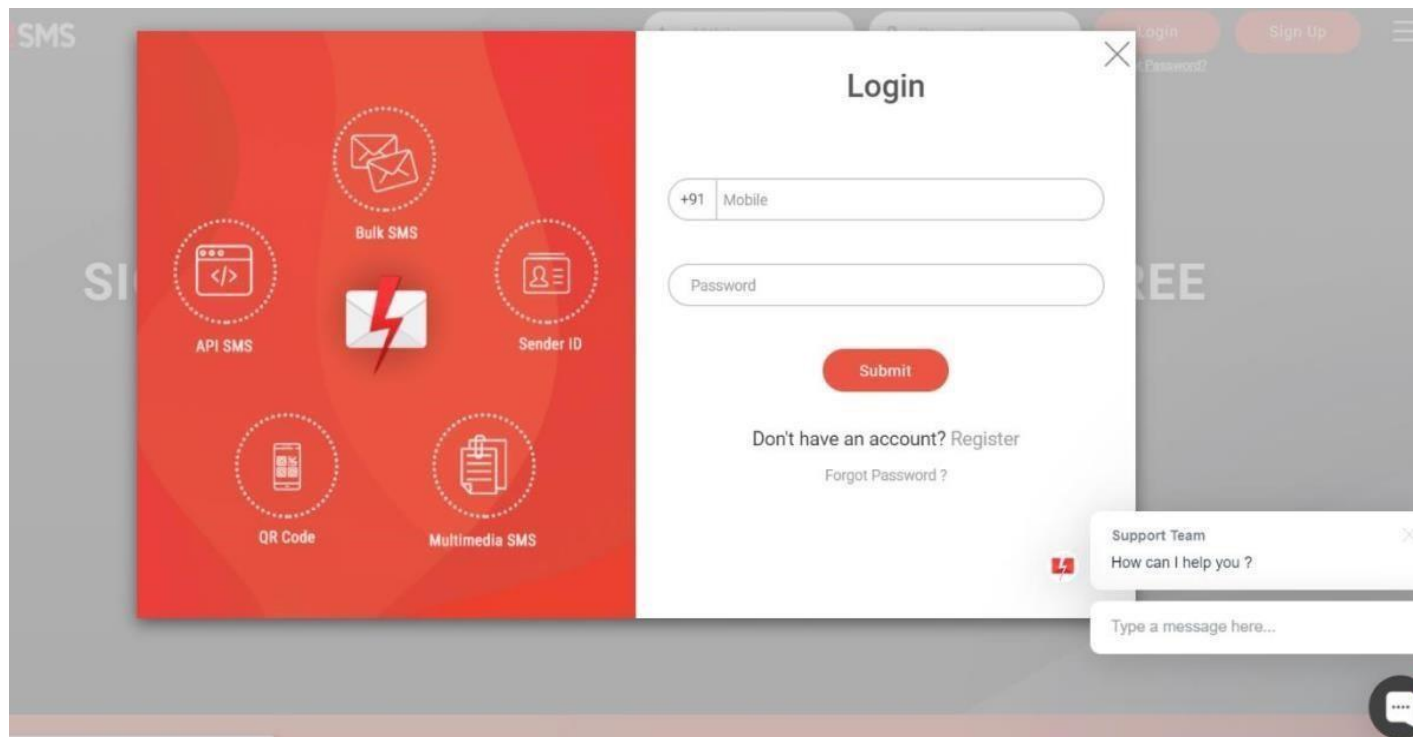 SMS
Login
Sign Up
Password?
Login
+91 Mobile
Bulk SMS
API SMS
Sender ID
Password
Submit
Don't have an account? Register
Forgot Password ?
QR Code
Multimedia SMS
Support Team
How can I help you ?
Type a message here...